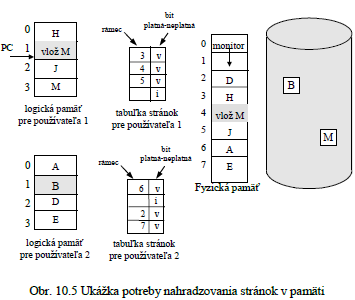 PC
0 H
1 vlož M
2 J
3 M
logická pamäť
pre používateľa 1
rámec
bit
platná-neplatná
3 v
4 v
5 v
i
tabuľka stránok
pre používateľa 1
0 monitor
1
2 D
3 H
4 vlož M
5 J
6 A
7 E
Fyzická pamäť
B
M
0 A
1 B
2 D
3 E
logická pamäť
pre používateľa 2
rámec
bit
platná-neplatná
6 v
i
2 v
7 v
tabuľka stránok
pre používateľa 2
Obr. 10.5 Ukážka potreby nahradzovania stránok v pamäti